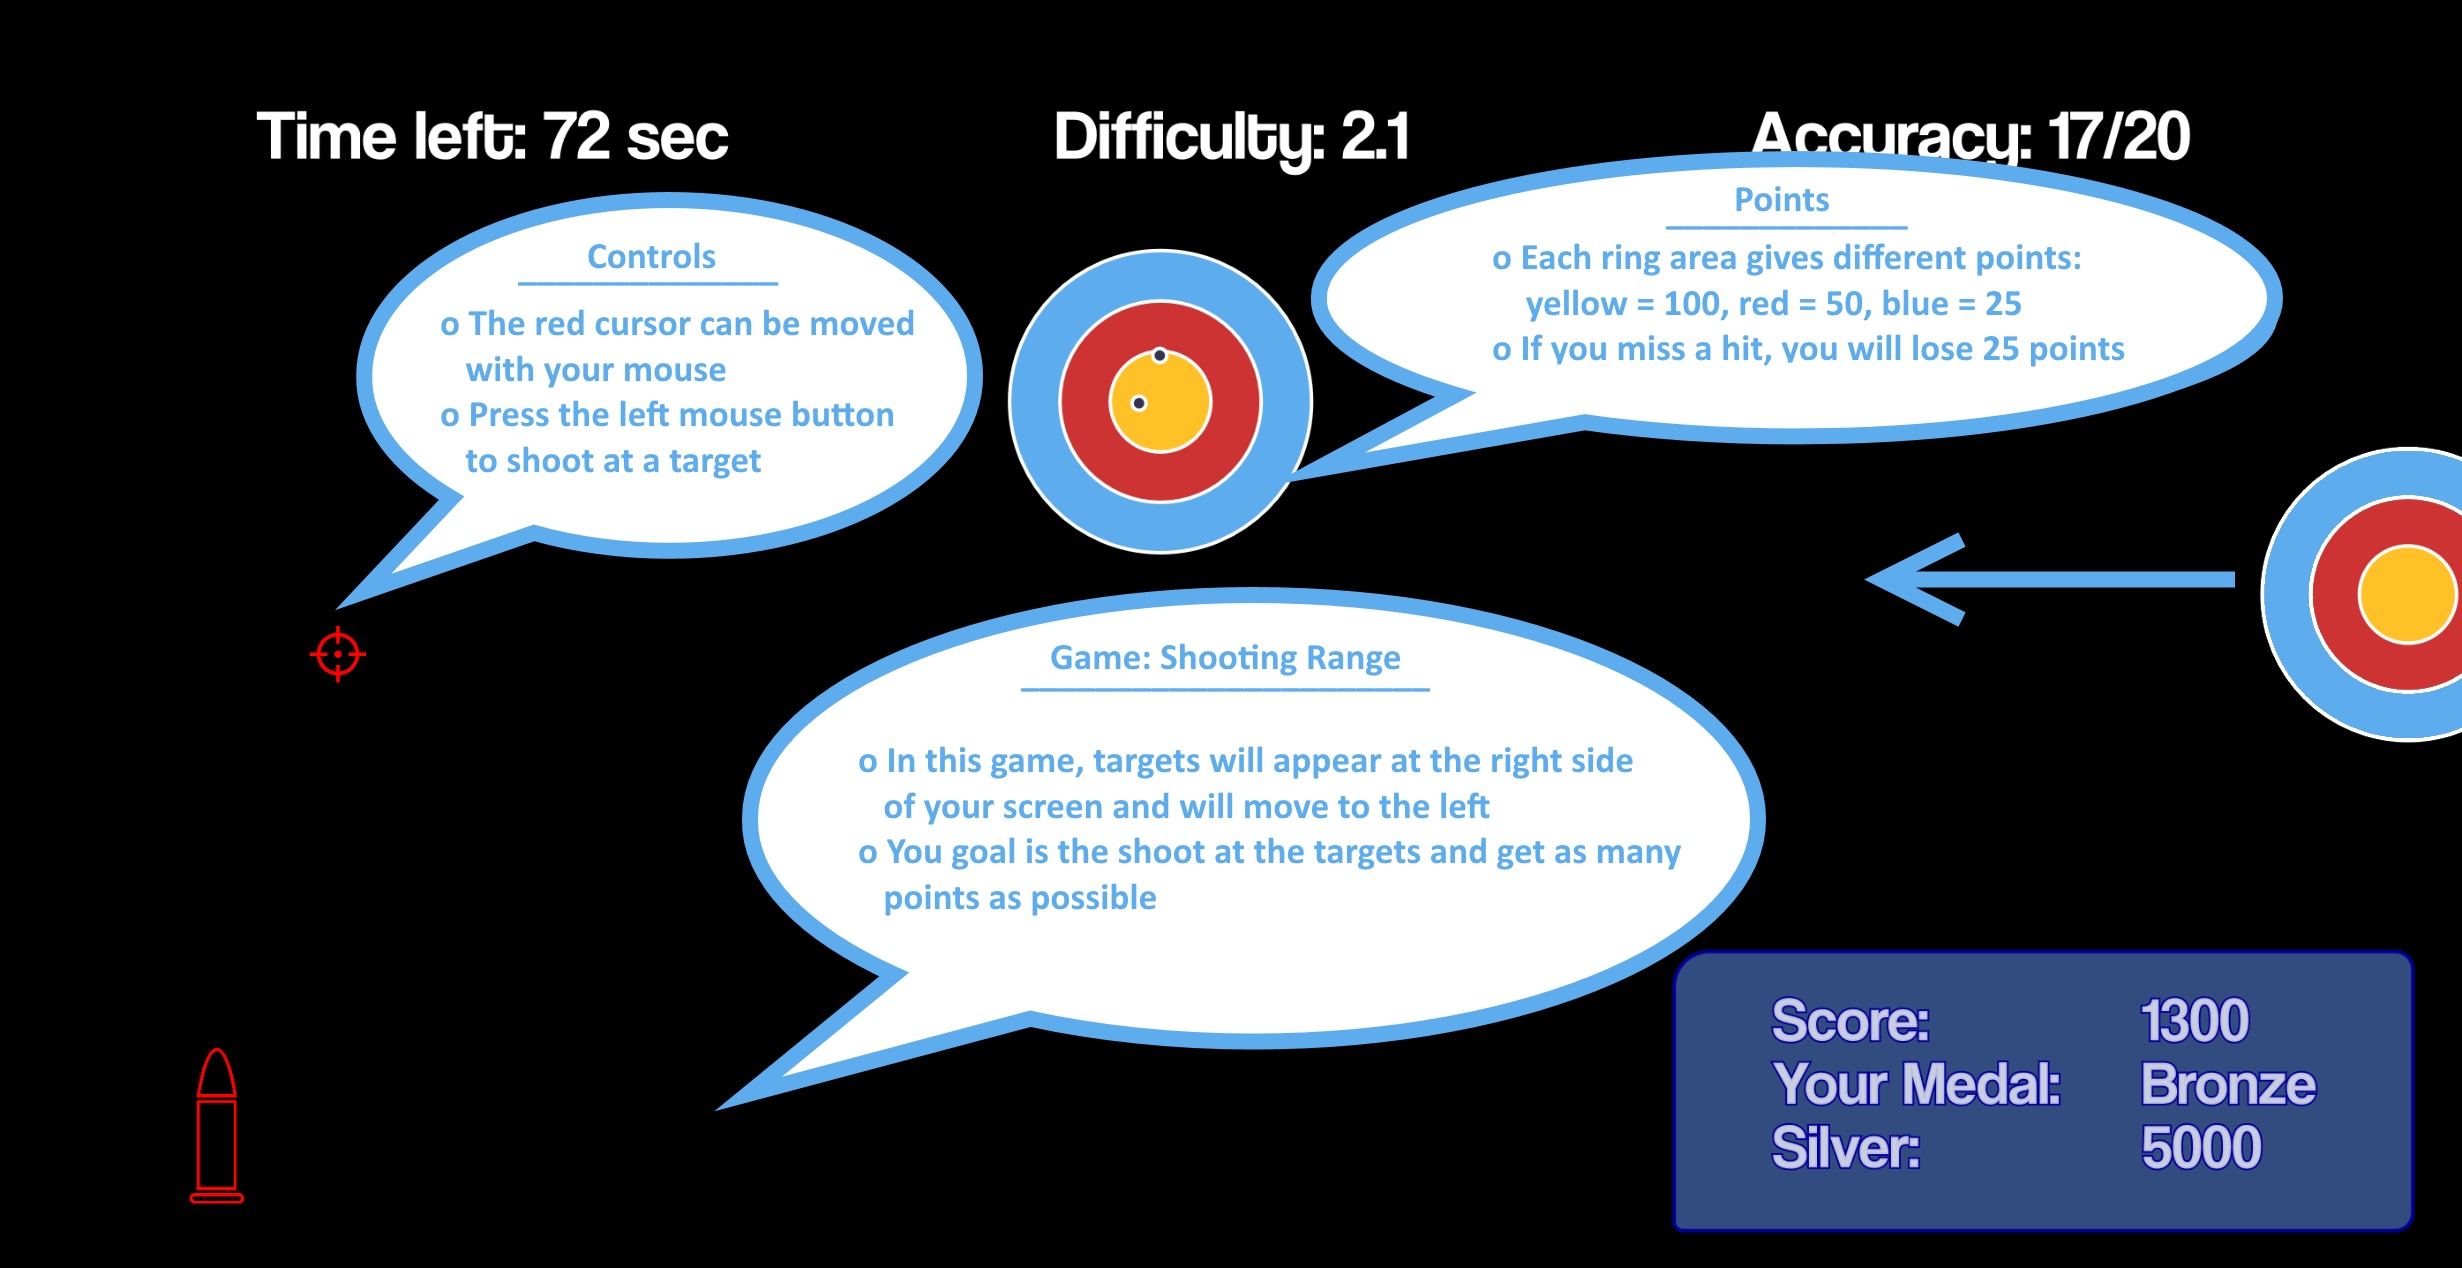 Time left: 72 sec
Difficulty: 2.1
Accuracy: 17/20
Controls
o The red cursor can be moved
with your mouse
o Press the left mouse button
to shoot at a target
Points
o Each ring area gives different points:
yellow = 100, red = 50, blue = 25
o If you miss a hit, you will lose 25 points
Game: Shooting Range
o In this game, targets will appear at the right side
of your screen and will move to the left
o You goal is the shoot at the targets and get as many
points as possible
Score: 1300
Your Medal: Bronze
Silver: 5000